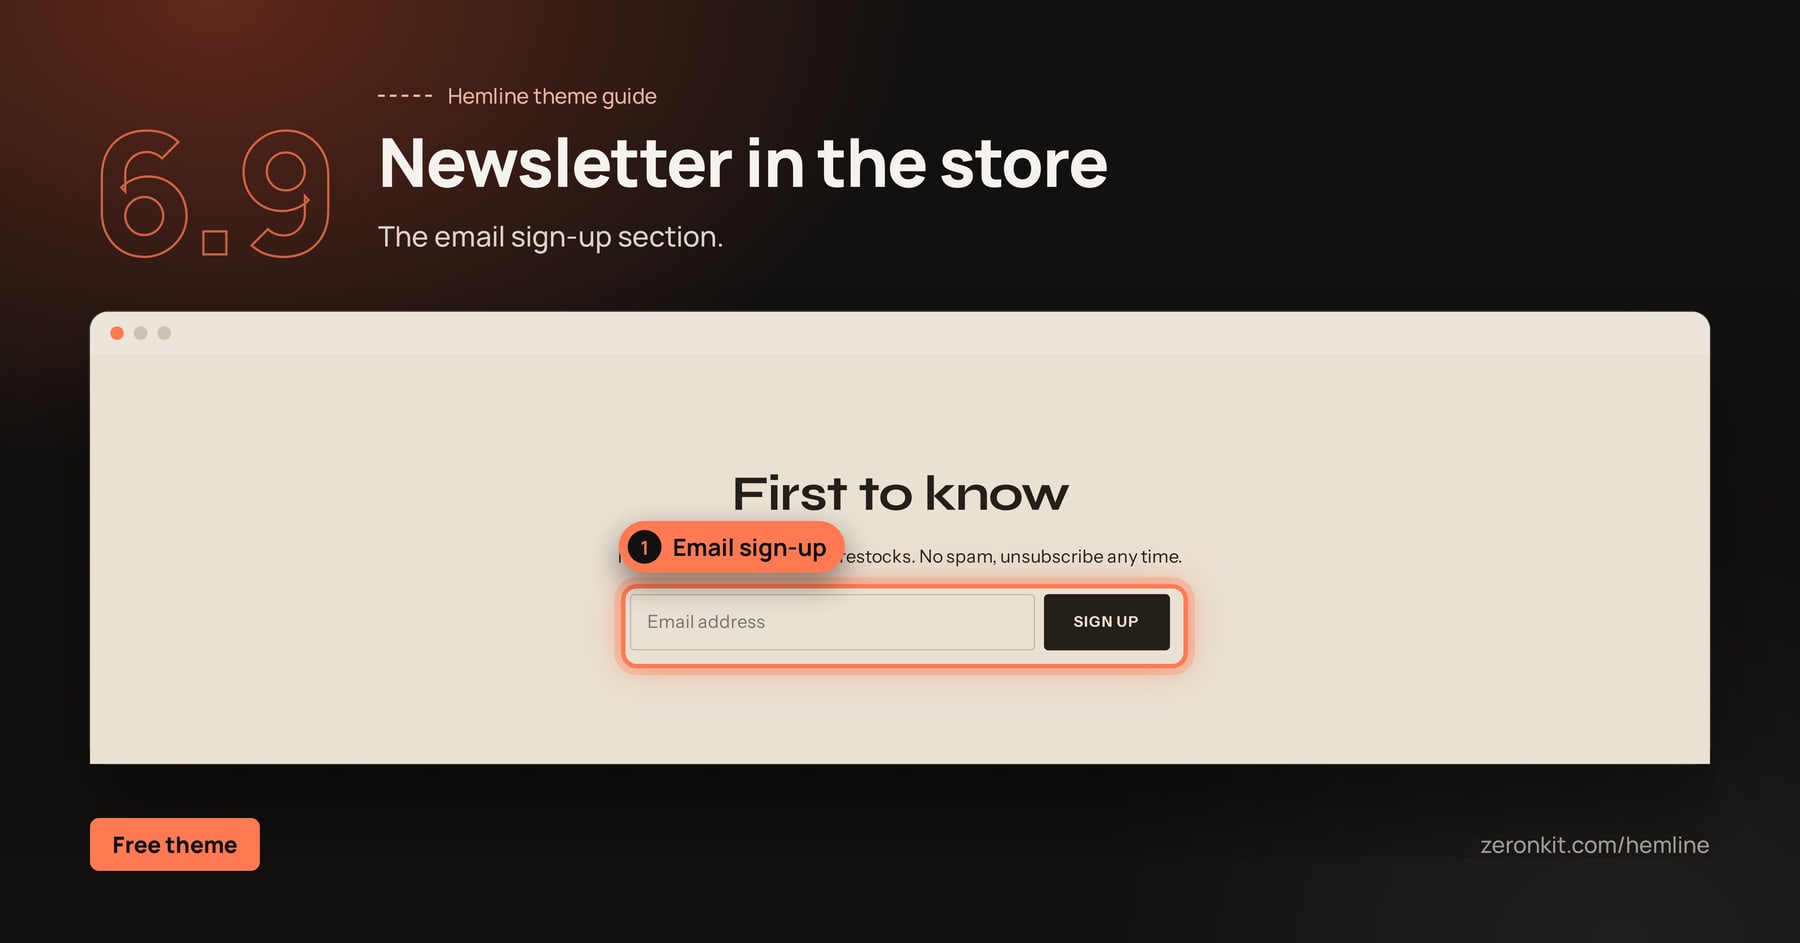 Hemline theme guide
6.9
Newsletter in the store
The email sign-up section.
First to know
1 Email sign-up
restocks. No spam, unsubscribe any time.
Email address
SIGN UP
Free theme
zeronkit.com/hemline